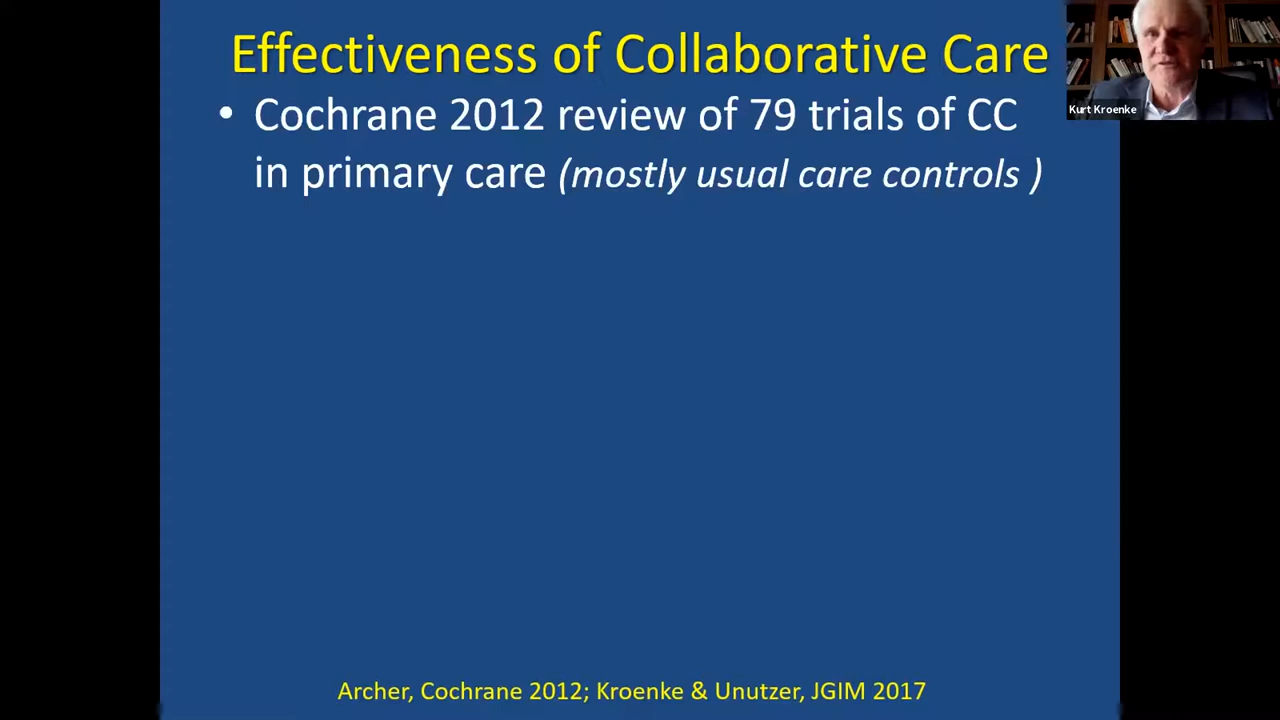 Effectiveness of Collaborative Care
• Cochrane 2012 review of 79 trials of CC
in primary care (mostly usual care controls )
Kurt Kroenke
Archer, Cochrane 2012; Kroenke & Unutzer, JGIM 2017